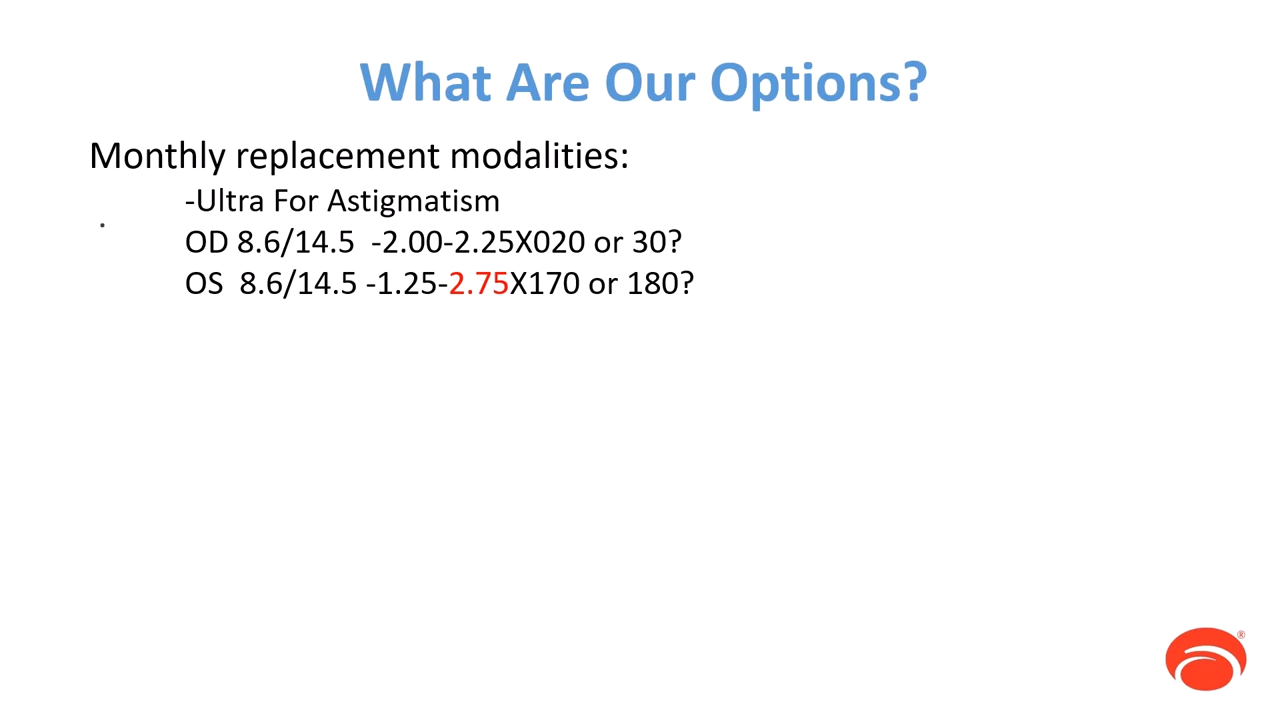 What Are Our Options?
Monthly replacement modalities:
-Ultra For Astigmatism
OD 8.6/14.5  -2.00-2.25X020 or 30?
OS  8.6/14.5 -1.25-2.75X170 or 180?
®